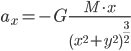 a_x = -G \frac{M \cdot x}{(x^2 + y^2)^{\frac{3}{2}}}